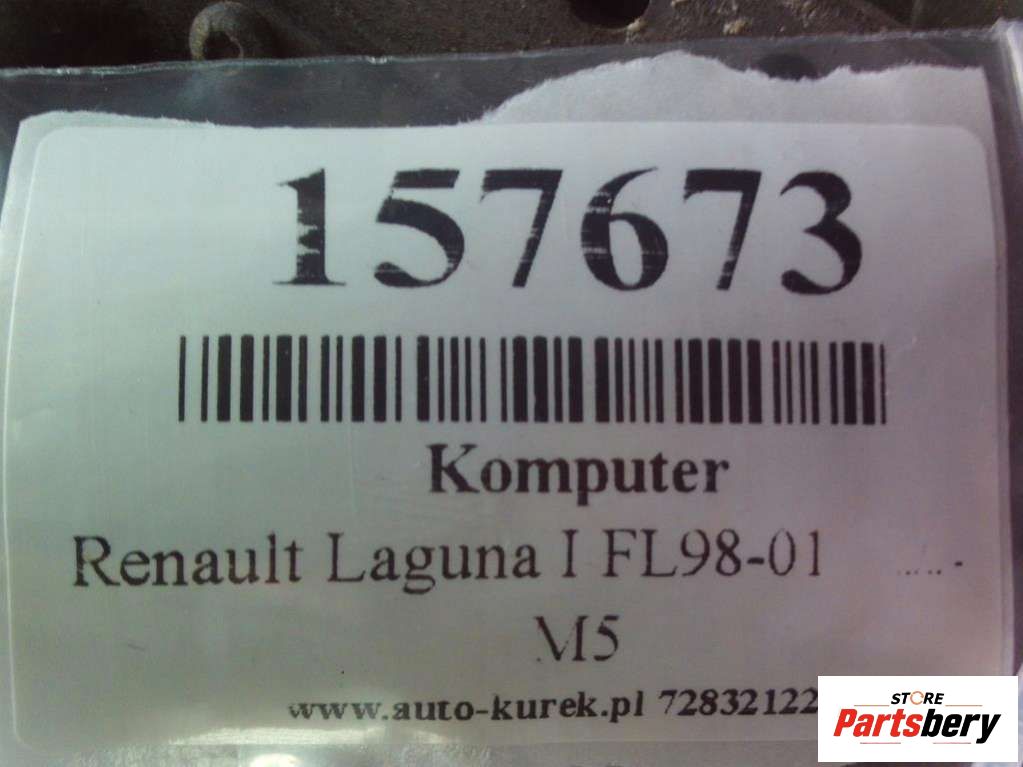 157673
Komputer
Renault Laguna I FL98-01
M5
www.auto-kurek.pl 72832122
STORE
Partsbery